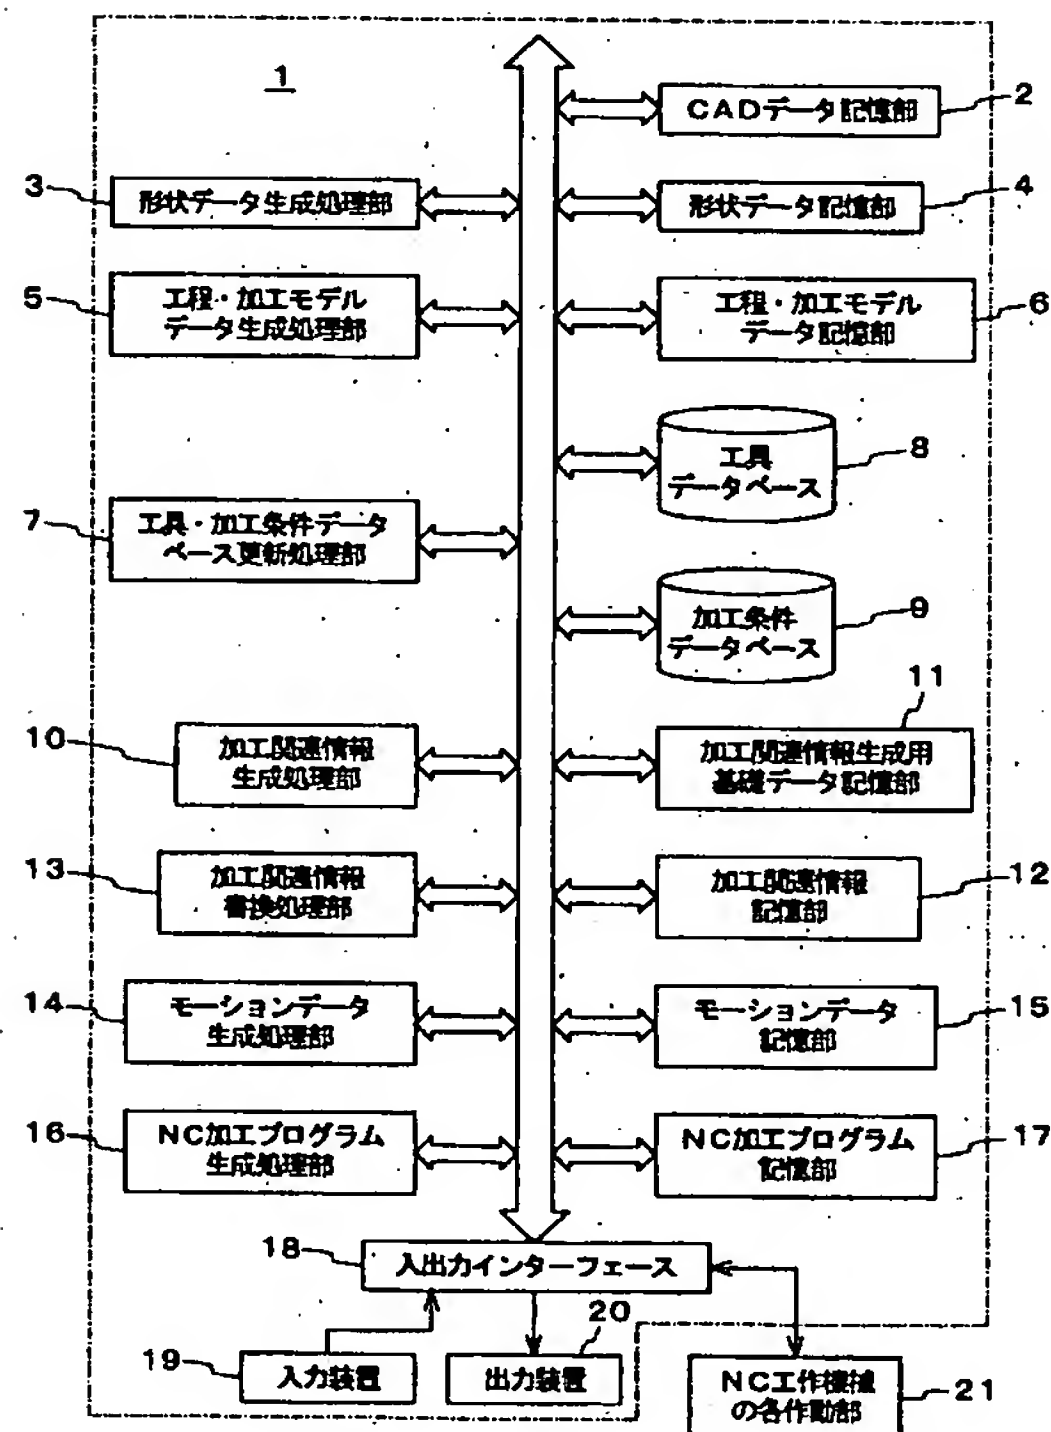 1
CADデータ記憶部
2
3
形状データ生成処理部
形状データ記憶部
4
5
工程・加工モデル
データ生成処理部
工程・加工モデル
データ記憶部
6
工具
データベース
8
7
工具・加工条件データ
ベース更新処理部
加工条件
データベース
9
11
10
加工関連情報
生成処理部
加工関連情報生成用
基礎データ記憶部
13
加工関連情報
書換処理部
加工関連情報
記憶部
12
14
モーションデータ
生成処理部
モーションデータ
記憶部
15
16
NC加工プログラム
生成処理部
NC加工プログラム
記憶部
17
18
入出力インターフェース
20
19
入力装置
出力装置
NC工作機械
の各作動部
21